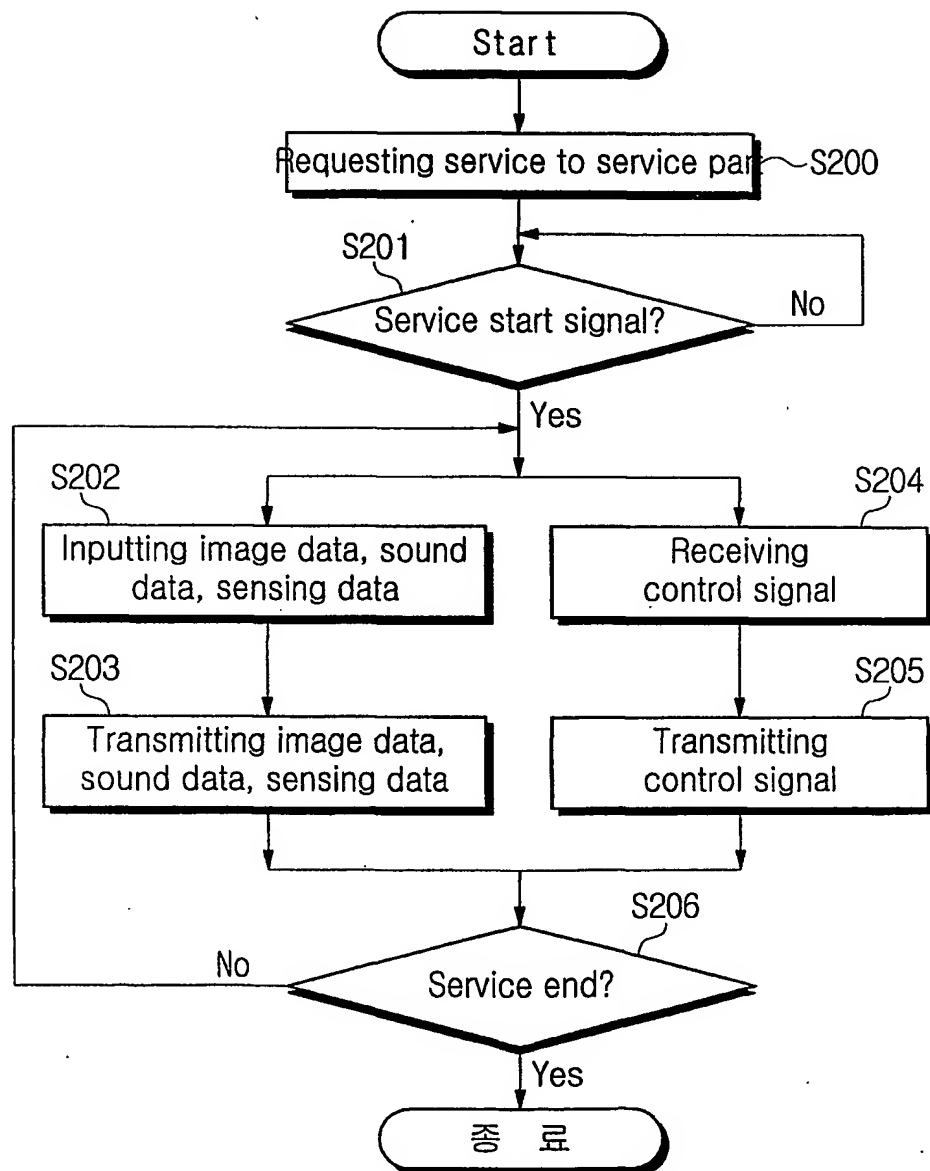 Start
Requesting service to service part
S200
S201
Service start signal?
No
Yes
S202
Inputting image data, sound
data, sensing data
S204
Receiving
control signal
S203
Transmitting image data,
sound data, sensing data
S205
Transmitting
control signal
S206
Service end?
No
Yes
종 료